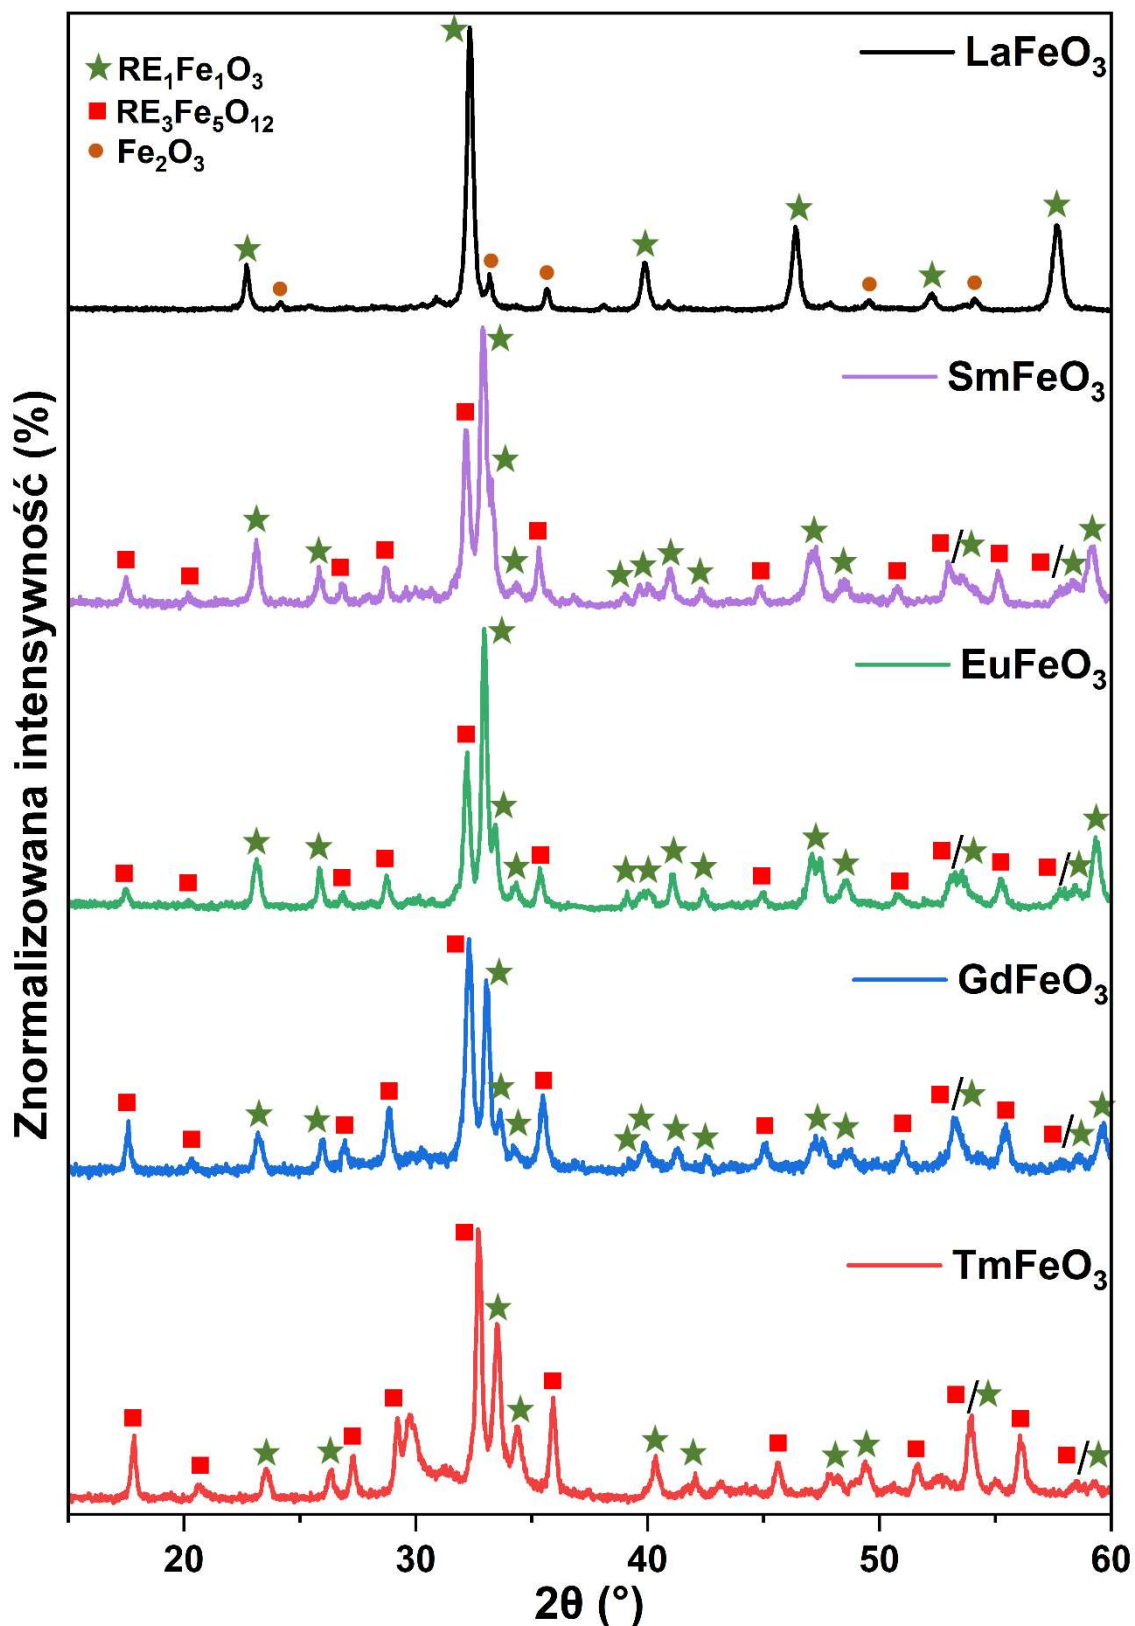 LaFeO₃
RE₁Fe₁O₃
RE₃Fe₅O₁₂
Fe₂O₃
SmFeO₃
EuFeO₃
GdFeO₃
TmFeO₃
Znormalizowana intensywność (%)
/
/
/
/
/
/
/
/
20 30 40 50 60
2θ (°)